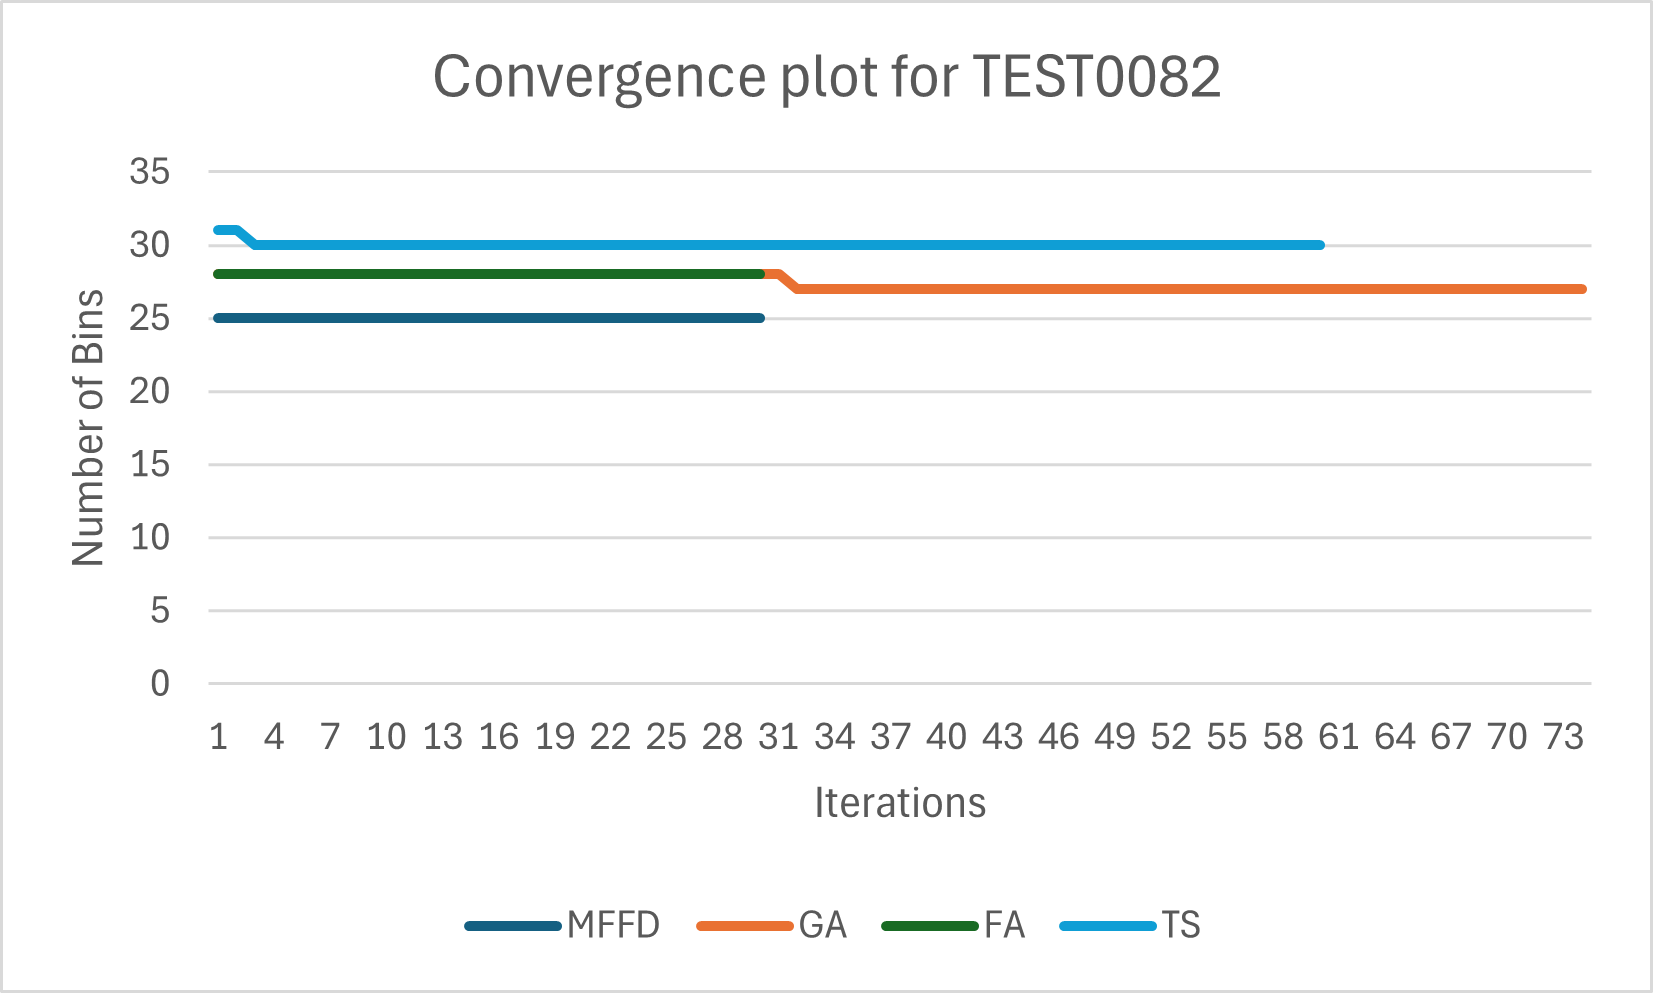 Convergence plot for TEST0082
35
30
25
20
15
10
5
0
Number of Bins
1 4 7 10 13 16 19 22 25 28 31 34 37 40 43 46 49 52 55 58 61 64 67 70 73
Iterations
MFFD GA FA TS